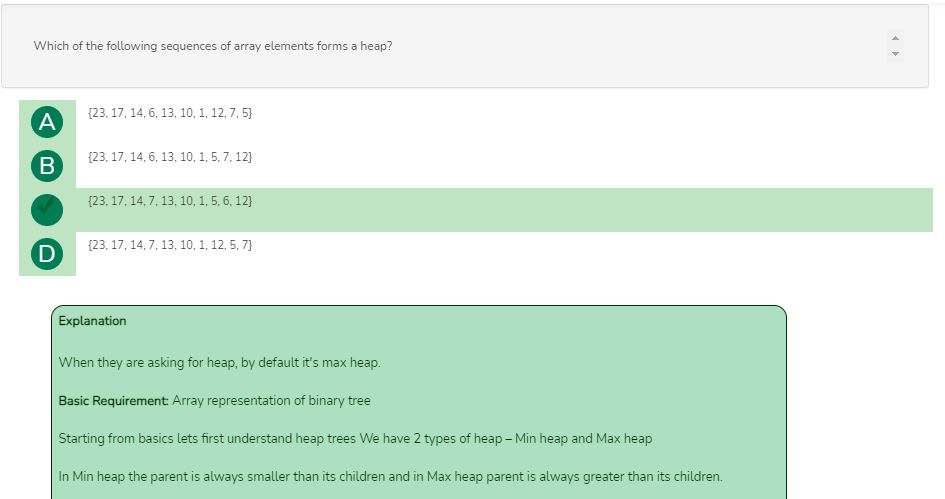 Which of the following sequences of array elements forms a heap?
A {23, 17, 14, 6, 13, 10, 1, 12, 7, 5}
B {23, 17, 14, 6, 13, 10, 1, 5, 7, 12}
{23, 17, 14, 7, 13, 10, 1, 5, 6, 12}
D {23, 17, 14, 7, 13, 10, 1, 12, 5, 7}
Explanation
When they are asking for heap, by default it's max heap.
Basic Requirement: Array representation of binary tree
Starting from basics lets first understand heap trees We have 2 types of heap – Min heap and Max heap
In Min heap the parent is always smaller than its children and in Max heap parent is always greater than its children.